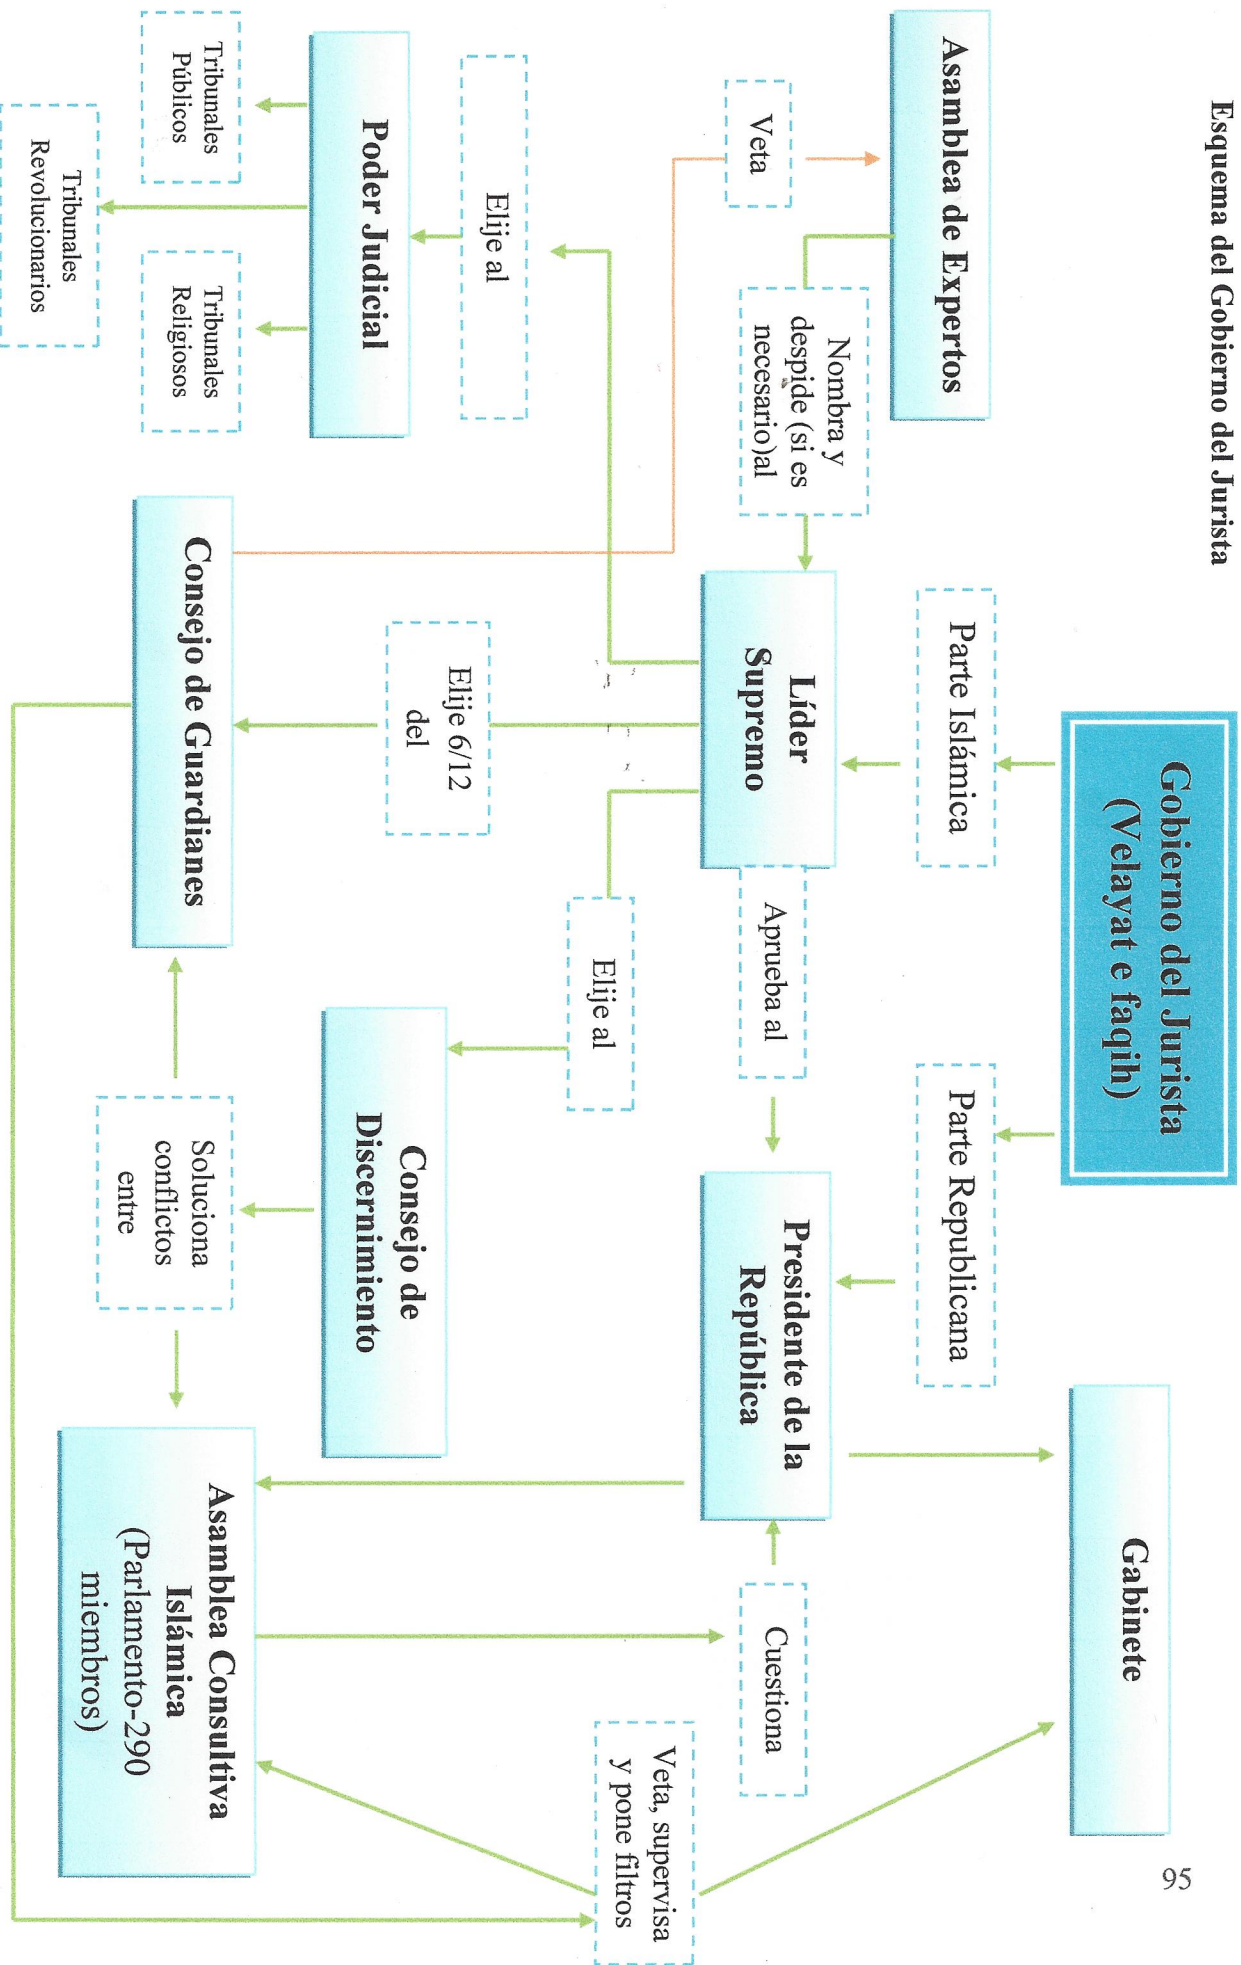 95
Esquema del Gobierno del Jurista
Gobierno del Jurista
(Velayat e faqih)
Gabinete
Asamblea de Expertos
Parte Islámica
Parte Republicana
Veta
Nombra y
despide (si es
necesario)al
Líder
Supremo
Aprueba al
Presidente de la
República
Cuestiona
Elije al
Elije 6/12
del
Elije al
Veta, supervisa
y pone filtros
Poder Judicial
Consejo de
Discernimiento
Tribunales
Públicos
Tribunales
Religiosos
Tribunales
Revolucionarios
Consejo de Guardianes
Soluciona
conflictos
entre
Asamblea Consultiva
Islámica
(Parlamento-290
miembros)